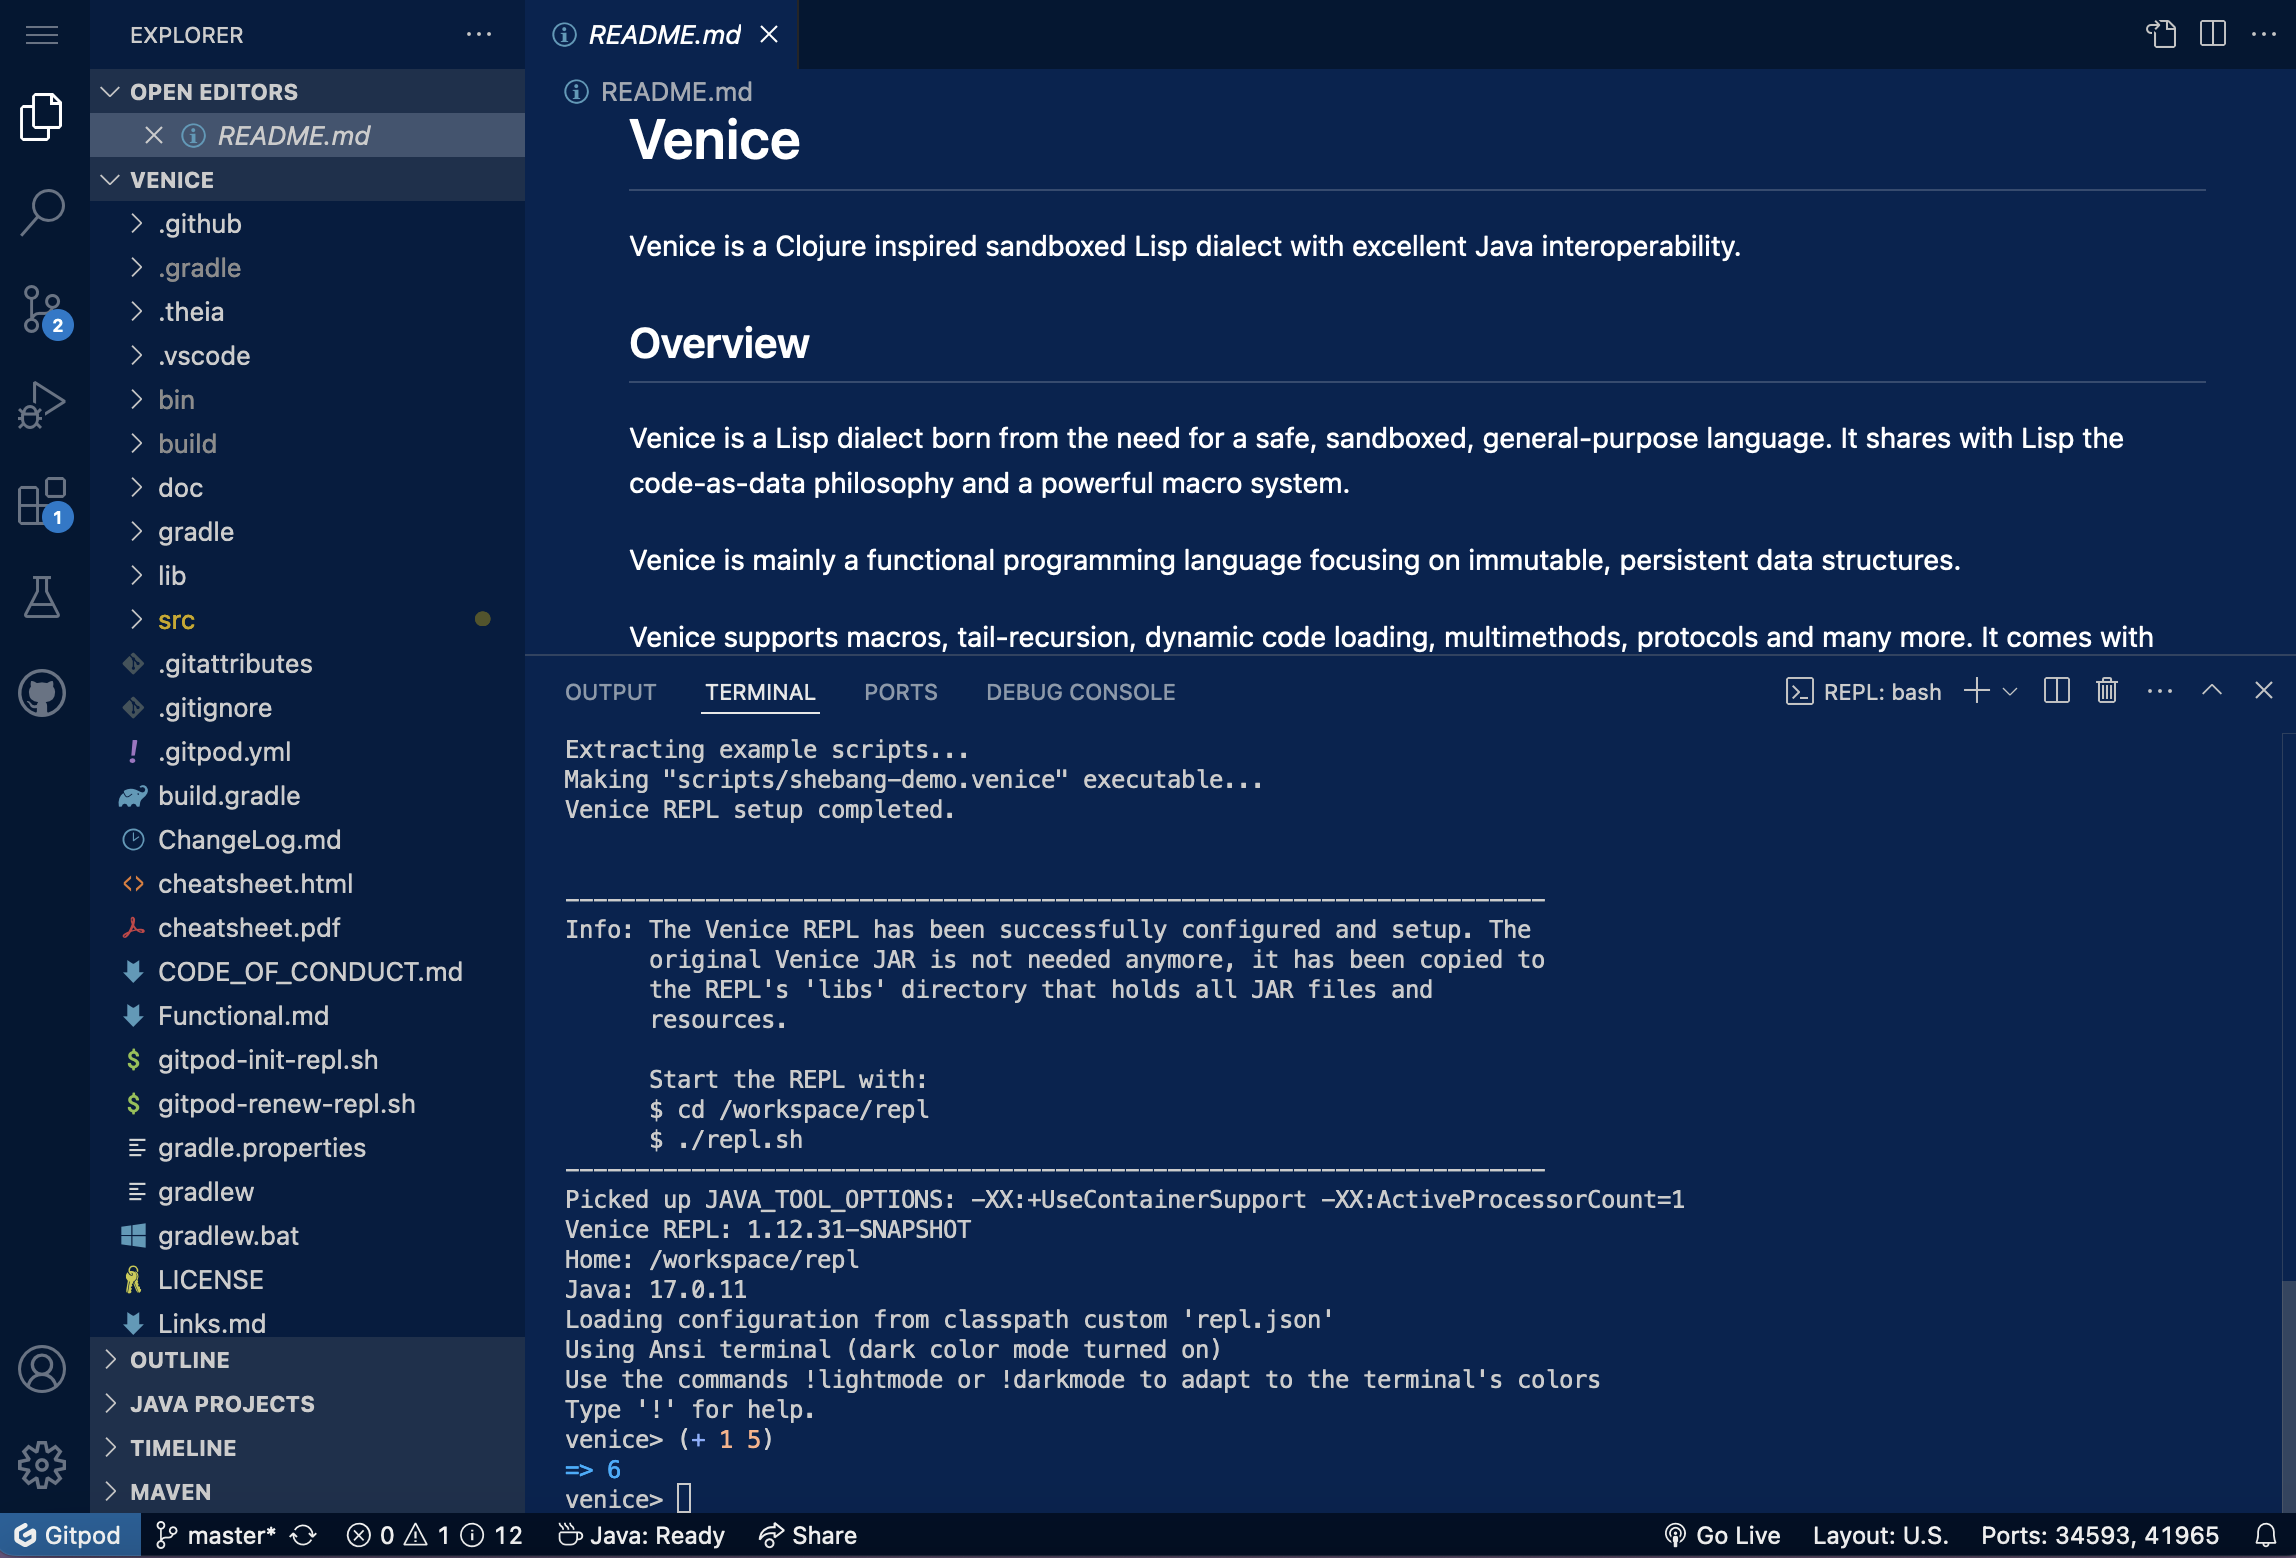 EXPLORER
OPEN EDITORS
README.md
VENICE
.github
.gradle
.theia
.vscode
bin
build
doc
gradle
lib
src
.gitattributes
.gitignore
.gitpod.yml
build.gradle
ChangeLog.md
cheatsheet.html
cheatsheet.pdf
CODE_OF_CONDUCT.md
Functional.md
gitpod-init-repl.sh
gitpod-renew-repl.sh
gradle.properties
gradlew
gradlew.bat
LICENSE
Links.md
OUTLINE
JAVA PROJECTS
TIMELINE
MAVEN
2
1
README.md
README.md
Venice
Venice is a Clojure inspired sandboxed Lisp dialect with excellent Java interoperability.
Overview
Venice is a Lisp dialect born from the need for a safe, sandboxed, general-purpose language. It shares with Lisp the
code-as-data philosophy and a powerful macro system.
Venice is mainly a functional programming language focusing on immutable, persistent data structures.
Venice supports macros, tail-recursion, dynamic code loading, multimethods, protocols and many more. It comes with
OUTPUT TERMINAL PORTS DEBUG CONSOLE REPL: bash
Extracting example scripts...
Making "scripts/shebang-demo.venice" executable...
Venice REPL setup completed.
----------------------------------------------------------------------
Info: The Venice REPL has been successfully configured and setup. The
original Venice JAR is not needed anymore, it has been copied to
the REPL's 'libs' directory that holds all JAR files and
resources.
Start the REPL with:
$ cd /workspace/repl
$ ./repl.sh
----------------------------------------------------------------------
Picked up JAVA_TOOL_OPTIONS: -XX:+UseContainerSupport -XX:ActiveProcessorCount=1
Venice REPL: 1.12.31-SNAPSHOT
Home: /workspace/repl
Java: 17.0.11
Loading configuration from classpath custom 'repl.json'
Using Ansi terminal (dark color mode turned on)
Use the commands !lightmode or !darkmode to adapt to the terminal's colors
Type '!' for help.
venice> (+ 1 5)
=> 6
venice>
Gitpod master* 0 1 12 Java: Ready Share Go Live Layout: U.S. Ports: 34593, 41965